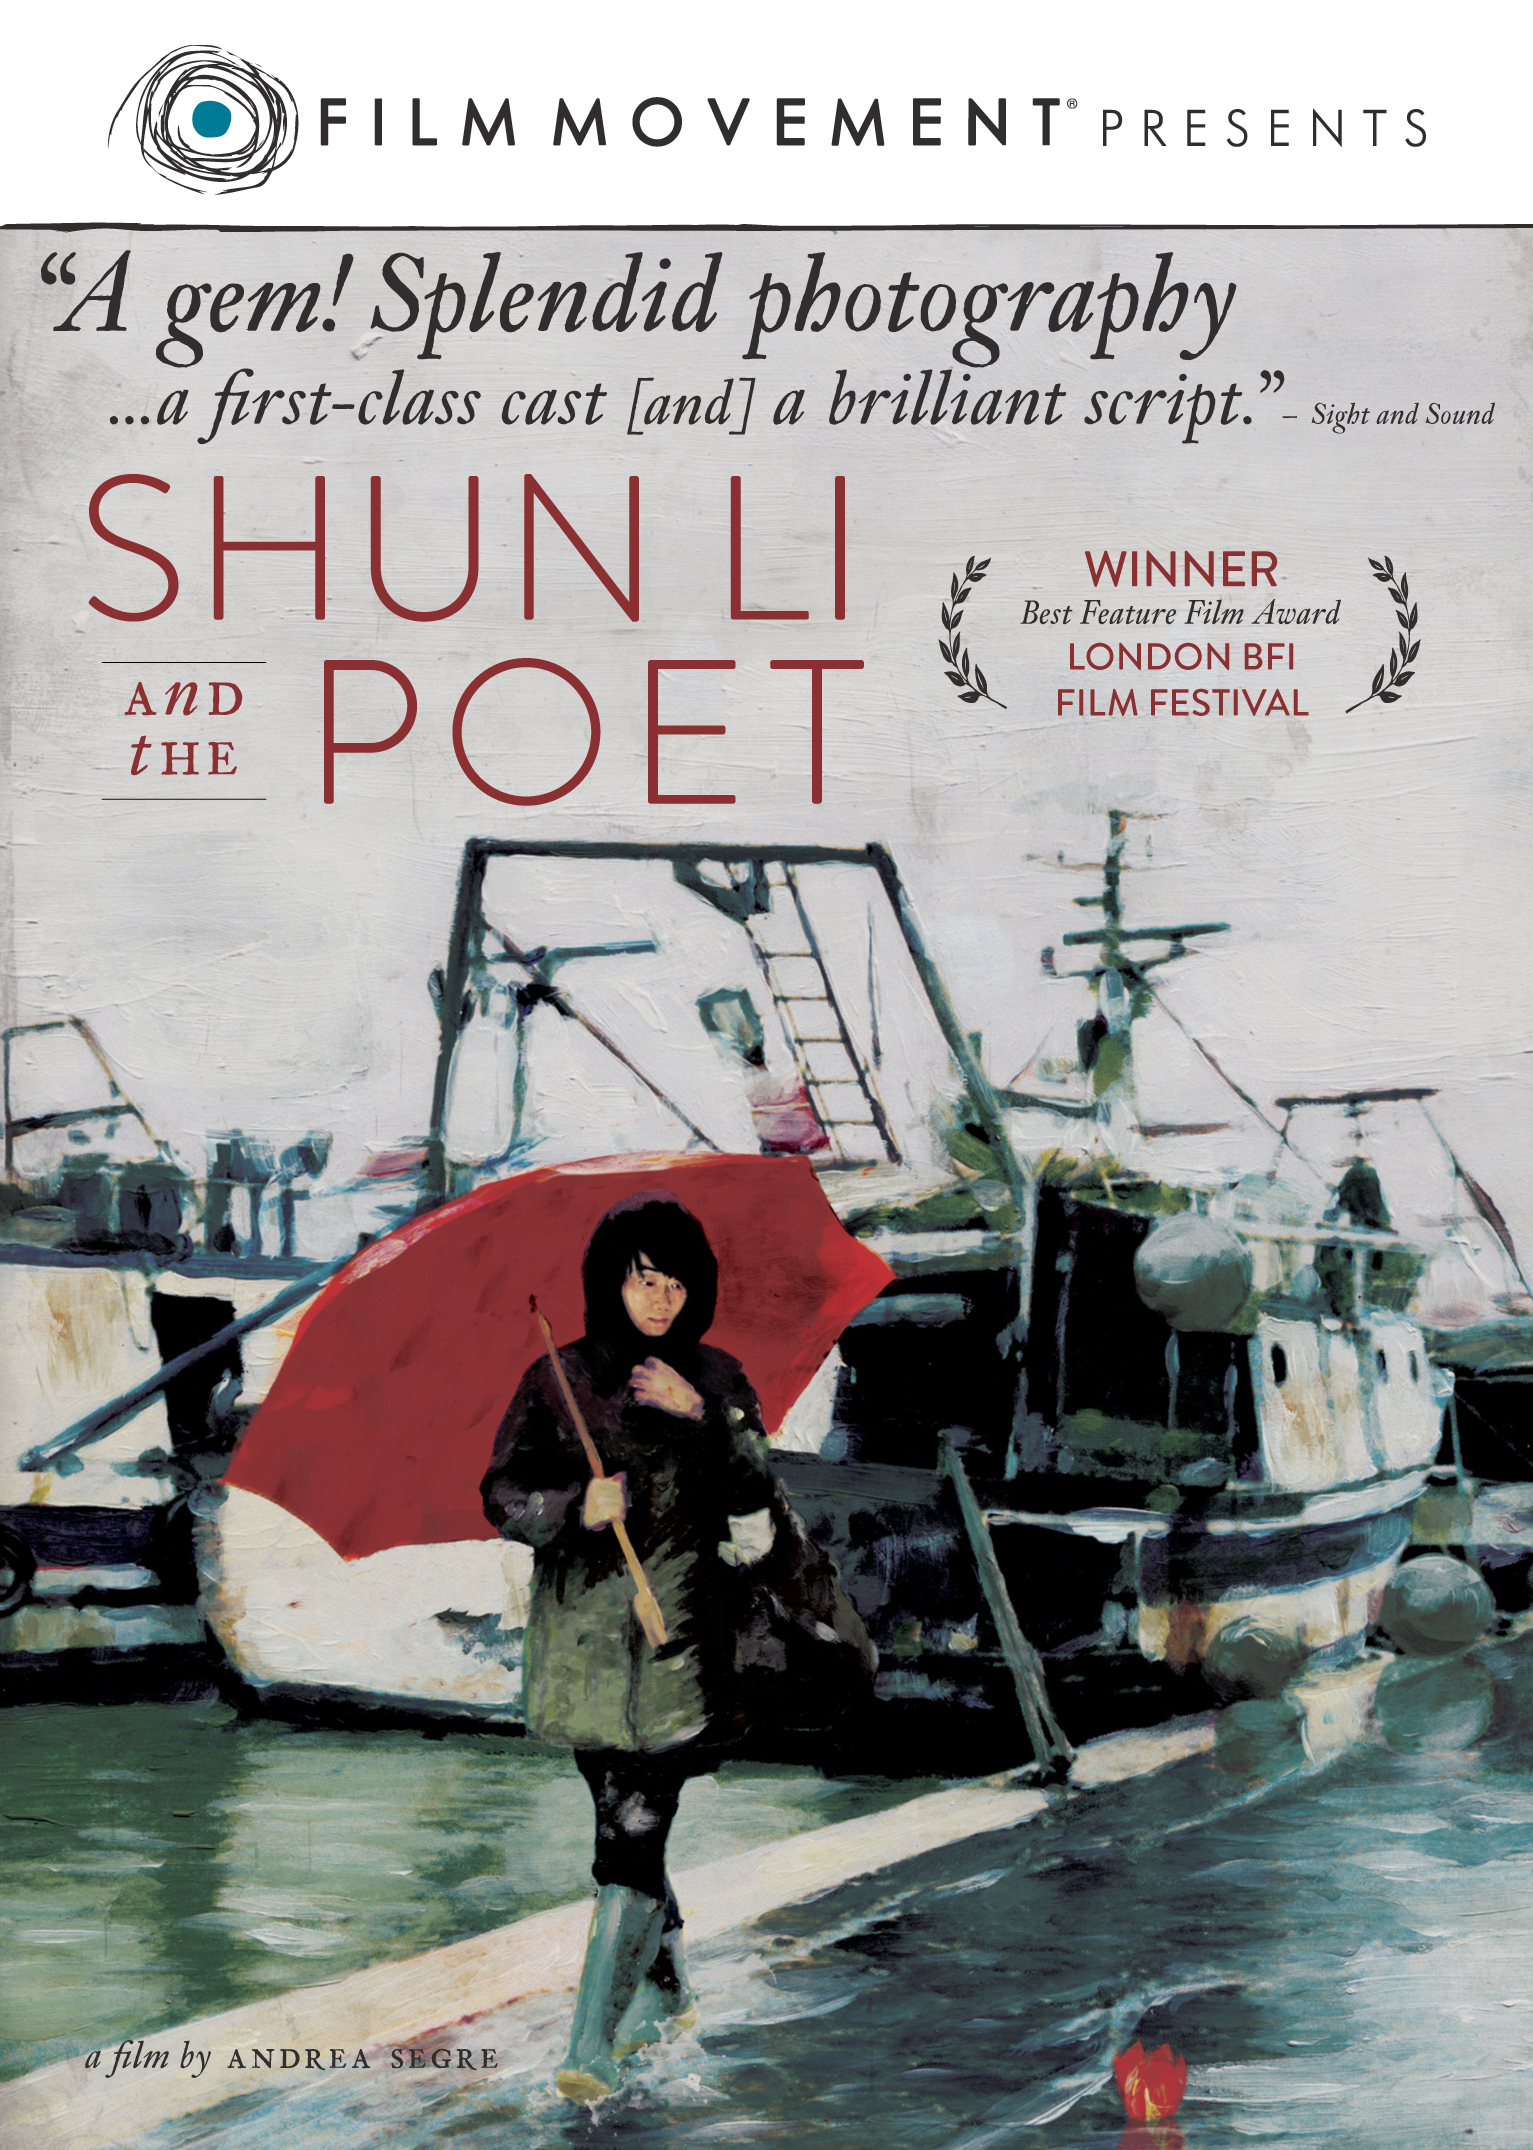 FILM MOVEMENT® PRESENTS
“A gem! Splendid photography
...a first-class cast [and] a brilliant script.” – Sight and Sound
SHUN LI
AnD
tHE
POET
WINNER
Best Feature Film Award
LONDON BFI
FILM FESTIVAL
a film by ANDREA SEGRE